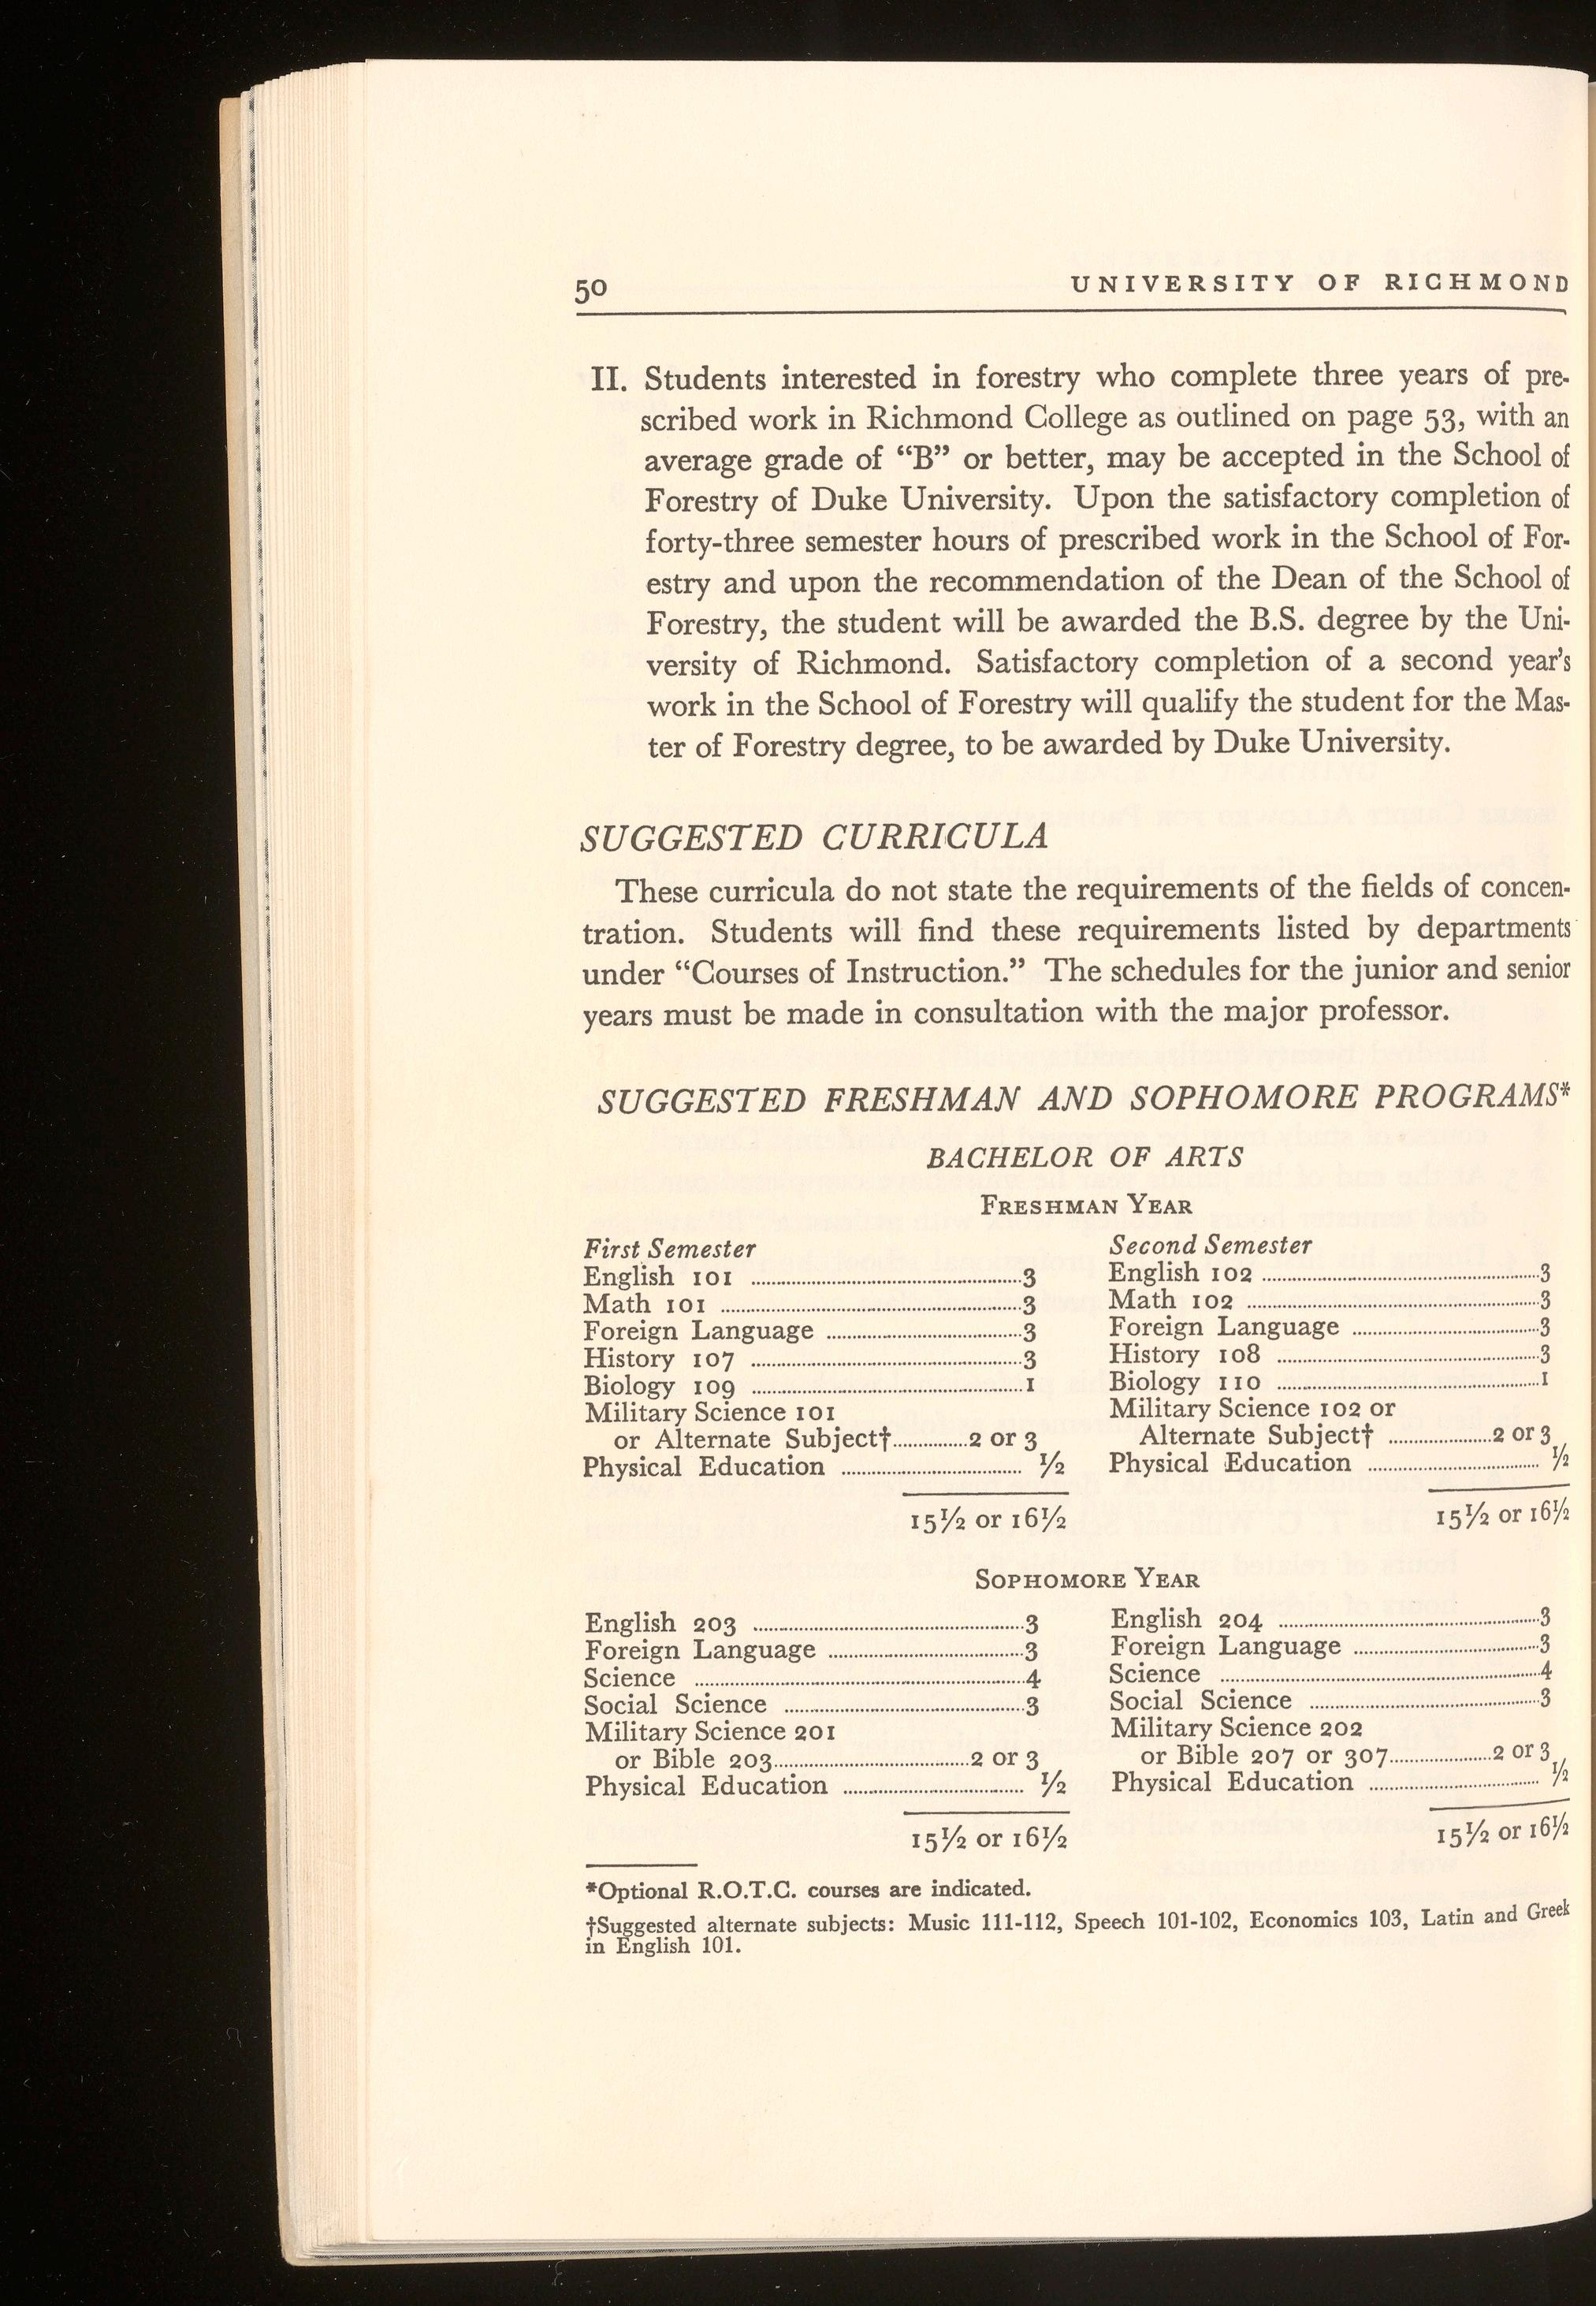 50 UNIVERSITY OF RICHMOND
II. Students interested in forestry who complete three years of pre-
scribed work in Richmond College as outlined on page 53, with an
average grade of “B” or better, may be accepted in the School of
Forestry of Duke University. Upon the satisfactory completion of
forty-three semester hours of prescribed work in the School of For-
estry and upon the recommendation of the Dean of the School of
Forestry, the student will be awarded the B.S. degree by the Uni-
versity of Richmond. Satisfactory completion of a second year’s
work in the School of Forestry will qualify the student for the Mas-
ter of Forestry degree, to be awarded by Duke University.
SUGGESTED CURRICULA
These curricula do not state the requirements of the fields of concen-
tration. Students will find these requirements listed by departments
under “Courses of Instruction.” The schedules for the junior and senior
years must be made in consultation with the major professor.
SUGGESTED FRESHMAN AND SOPHOMORE PROGRAMS*
BACHELOR OF ARTS
FRESHMAN YEAR
First Semester
English 101 ........ 3
Math 101 ........ 3
Foreign Language ........ 3
History 107 ........ 3
Biology 109 ........ 1
Military Science 101
or Alternate Subject† ........ 2 or 3
Physical Education ........ ½
15½ or 16½
Second Semester
English 102 ........ 3
Math 102 ........ 3
Foreign Language ........ 3
History 108 ........ 3
Biology 110 ........ 1
Military Science 102 or
Alternate Subject† ........ 2 or 3
Physical Education ........ ½
15½ or 16½
SOPHOMORE YEAR
English 203 ........ 3
Foreign Language ........ 3
Science ........ 4
Social Science ........ 3
Military Science 201
or Bible 203 ........ 2 or 3
Physical Education ........ ½
15½ or 16½
English 204 ........ 3
Foreign Language ........ 3
Science ........ 4
Social Science ........ 3
Military Science 202
or Bible 207 or 307 ........ 2 or 3
Physical Education ........ ½
15½ or 16½
*Optional R.O.T.C. courses are indicated.
†Suggested alternate subjects: Music 111-112, Speech 101-102, Economics 103, Latin and Greek
in English 101.